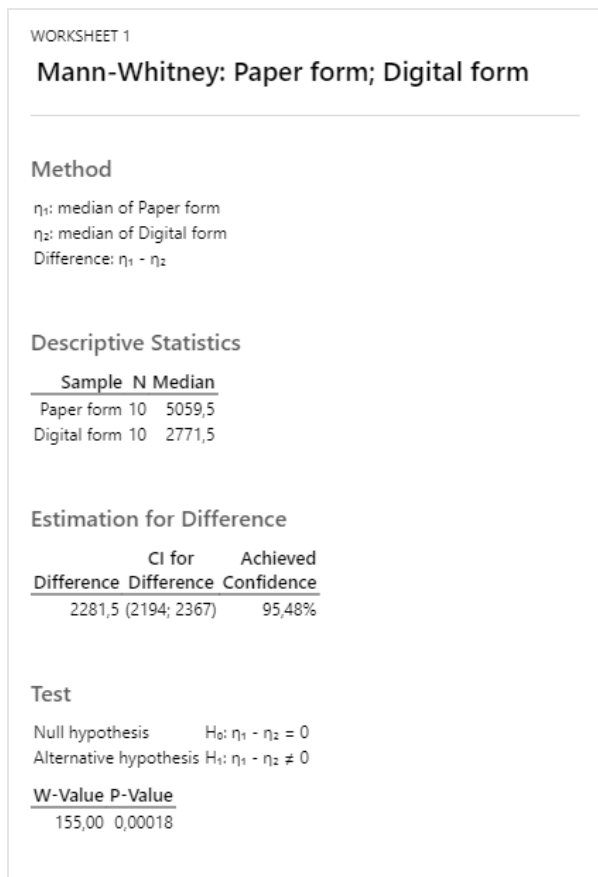 WORKSHEET 1
Mann-Whitney: Paper form; Digital form
Method
η₁: median of Paper form
η₂: median of Digital form
Difference: η₁ - η₂
Descriptive Statistics
Sample N Median
Paper form 10 5059,5
Digital form 10 2771,5
Estimation for Difference
CI for Achieved
Difference Difference Confidence
2281,5 (2194; 2367) 95,48%
Test
Null hypothesis H₀: η₁ - η₂ = 0
Alternative hypothesis H₁: η₁ - η₂ ≠ 0
W-Value P-Value
155,00 0,00018